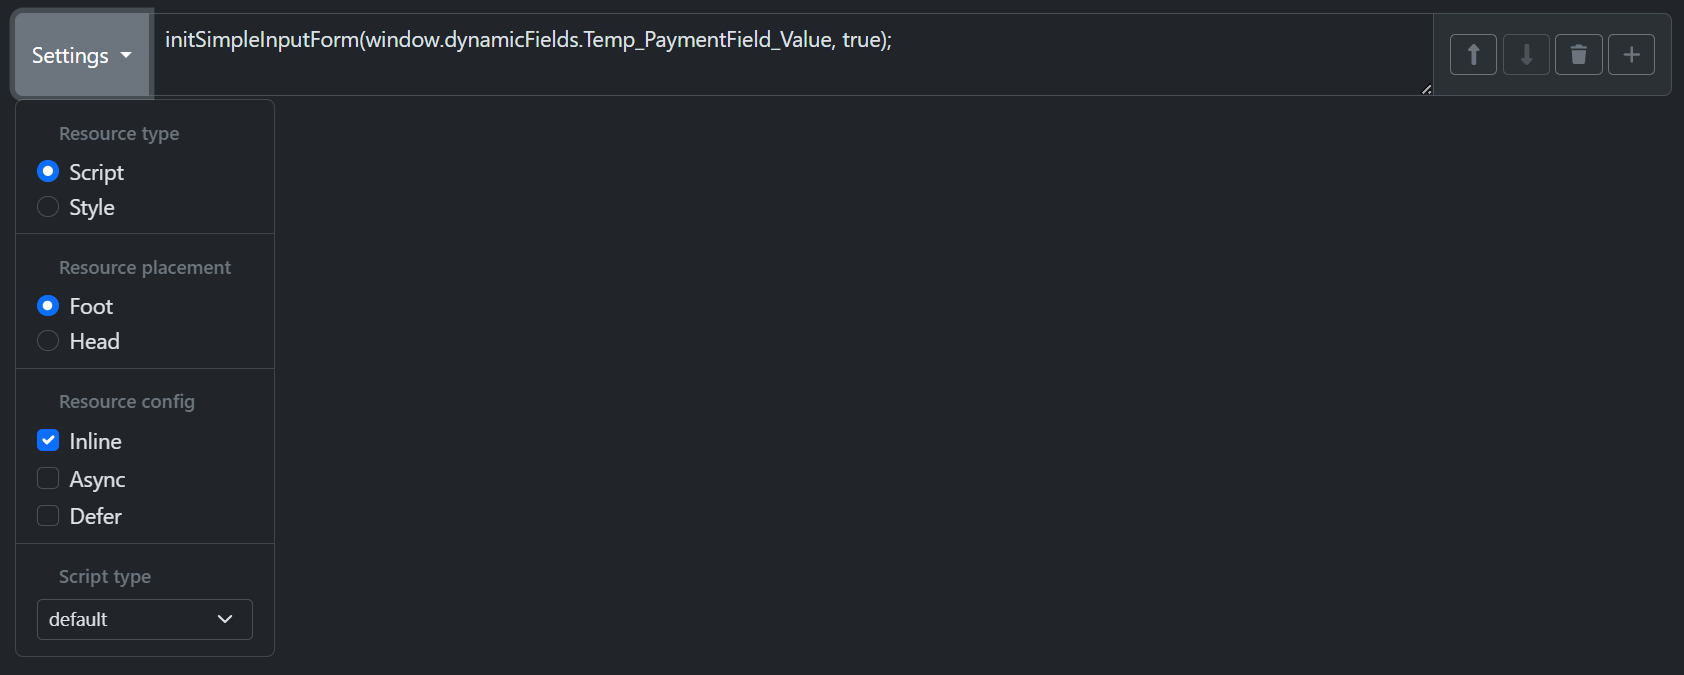 Settings
initSimpleInputForm(window.dynamicFields.Temp_PaymentField_Value, true);
Resource type
Script
Style
Resource placement
Foot
Head
Resource config
Inline
Async
Defer
Script type
default